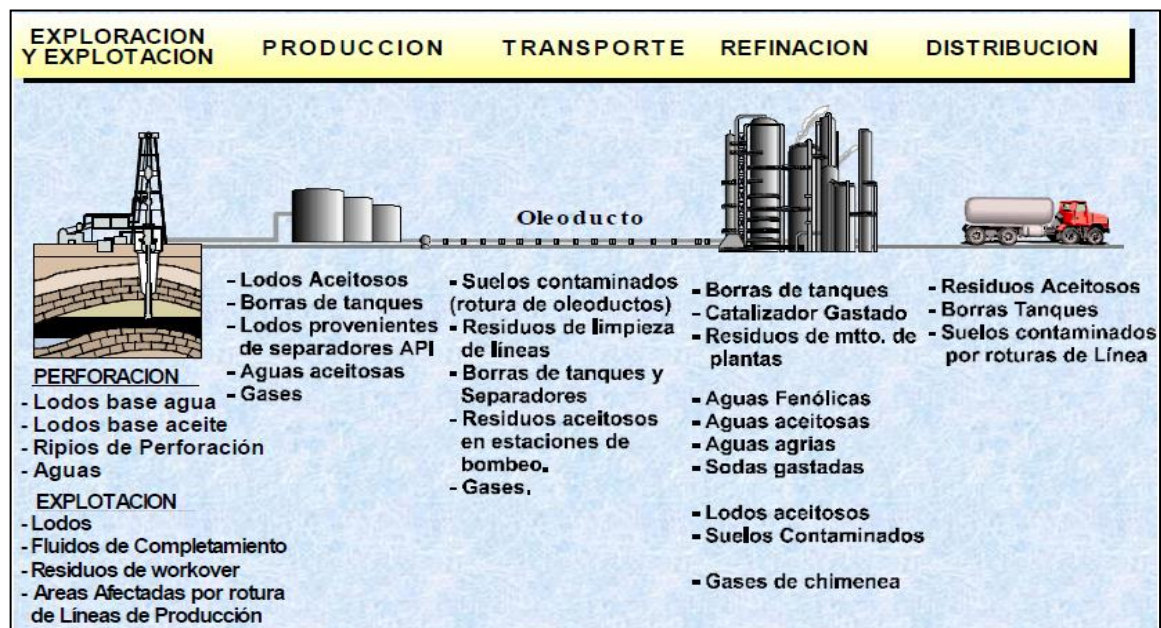 EXPLORACION
Y EXPLOTACION
PRODUCCION
TRANSPORTE
REFINACION
DISTRIBUCION
Oleoducto
PERFORACION
- Lodos base agua
- Lodos base aceite
- Ripios de Perforación
- Aguas
EXPLOTACION
- Lodos
- Fluidos de Completamiento
- Residuos de workover
- Areas Afectadas por rotura
de Líneas de Producción
- Lodos Aceitosos
- Borras de tanques
- Lodos provenientes
de separadores API
- Aguas aceitosas
- Gases
- Suelos contaminados
(rotura de oleoductos)
- Residuos de limpieza
de líneas
- Borras de tanques y
Separadores
- Residuos aceitosos
en estaciones de
bombeo.
- Gases.
- Borras de tanques
- Catalizador Gastado
- Residuos de mtto. de
plantas
- Aguas Fenólicas
- Aguas aceitosas
- Aguas agrias
- Sodas gastadas
- Lodos aceitosos
- Suelos Contaminados
- Gases de chimenea
- Residuos Aceitosos
- Borras Tanques
- Suelos contaminados
por roturas de Línea